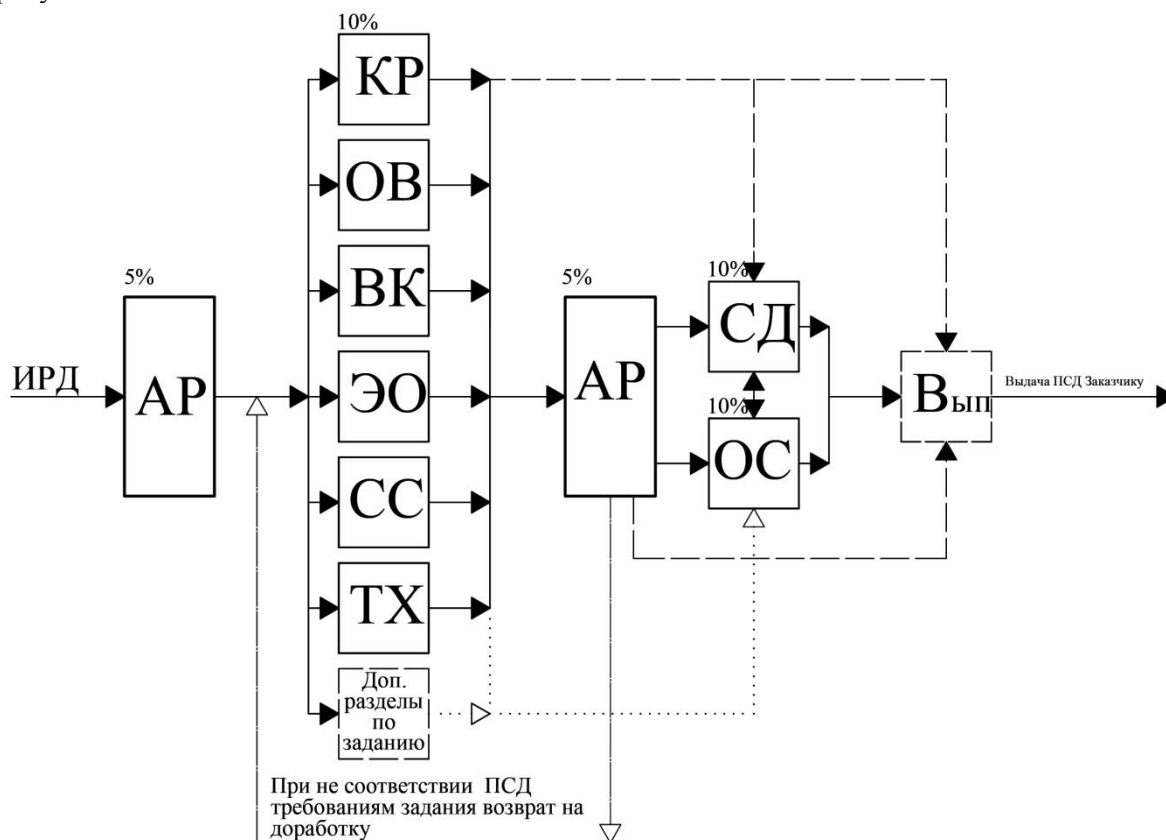 10%
КР
ОВ
ВК
ЭО
СС
ТХ
Доп.
разделы
по
заданию
5%
АР
ИРД
5%
АР
10%
СД
10%
ОС
Вып
Выдача ПСД Заказчику
При не соответствии ПСД
требованиям задания возврат на
доработку